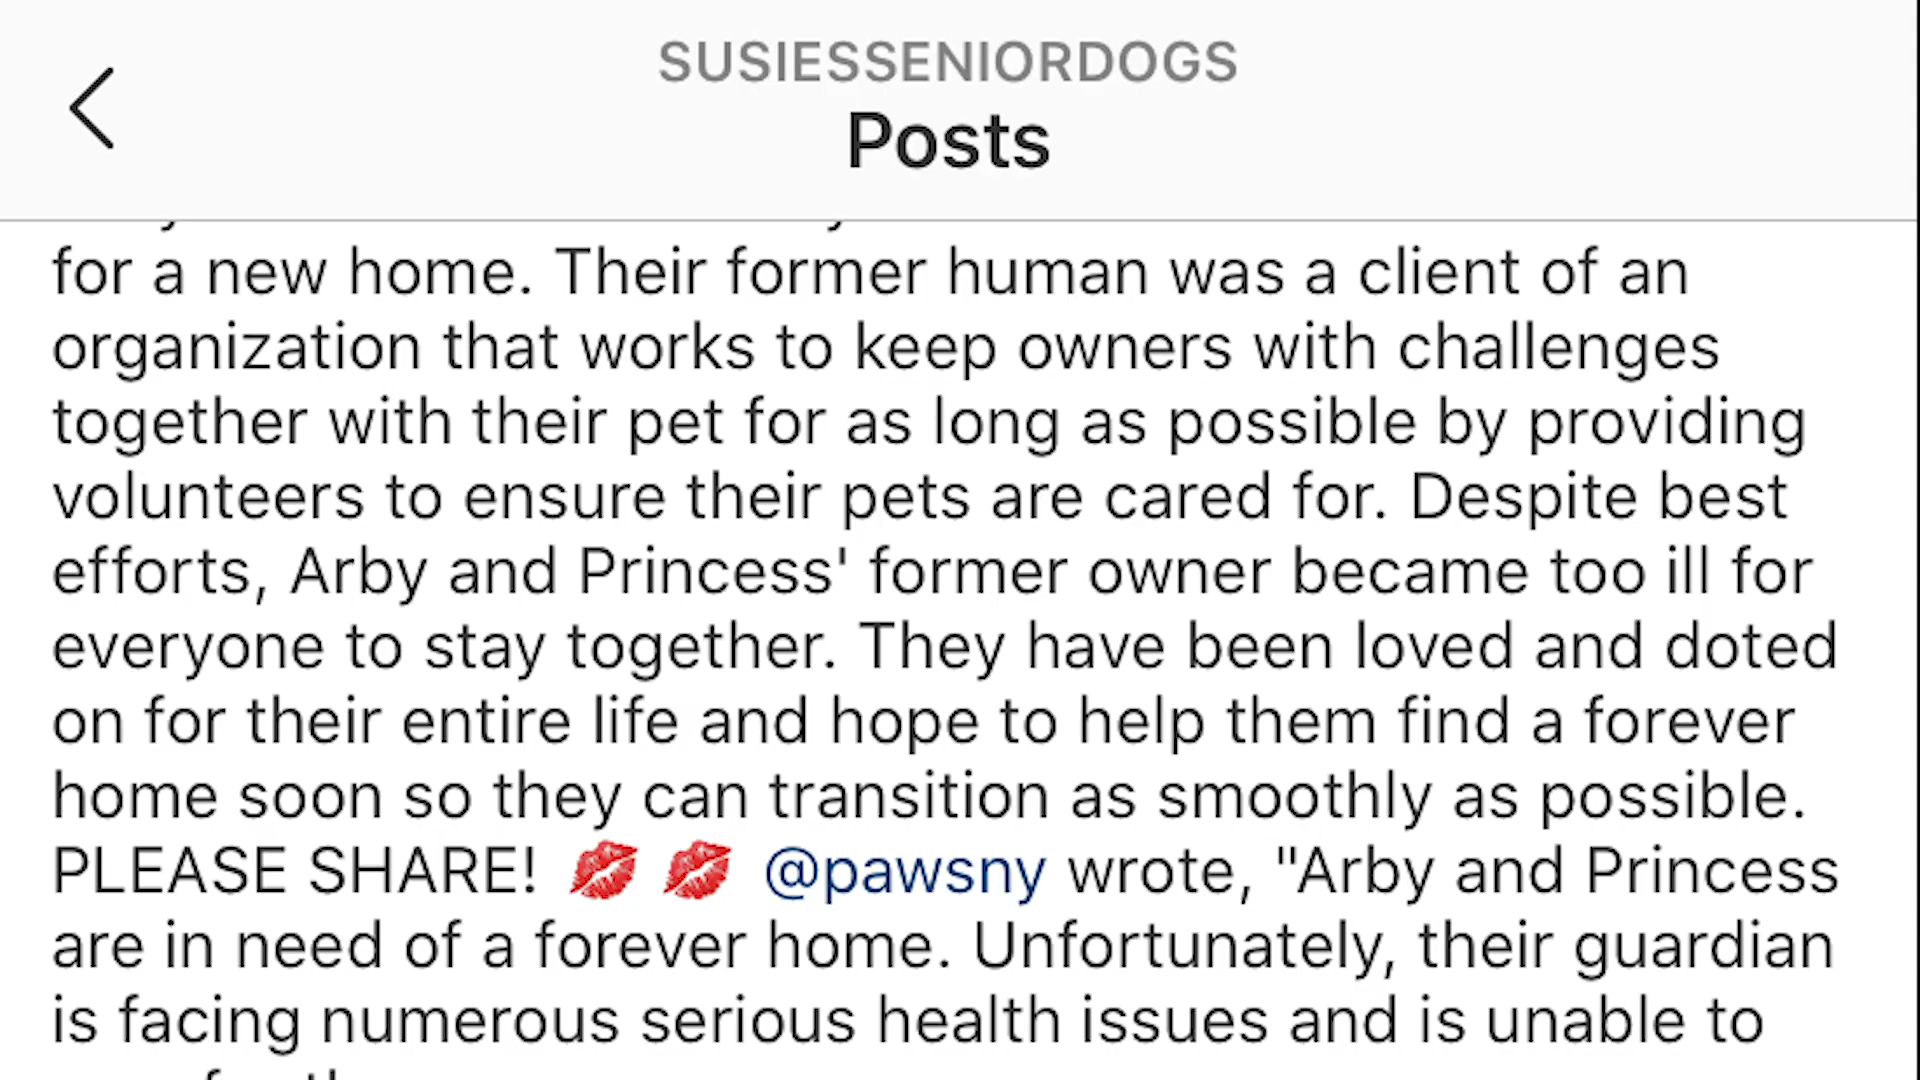 SUSIESSENIORDOGS
Posts
for a new home. Their former human was a client of an
organization that works to keep owners with challenges
together with their pet for as long as possible by providing
volunteers to ensure their pets are cared for. Despite best
efforts, Arby and Princess' former owner became too ill for
everyone to stay together. They have been loved and doted
on for their entire life and hope to help them find a forever
home soon so they can transition as smoothly as possible.
PLEASE SHARE! 💋 💋 @pawsny wrote, "Arby and Princess
are in need of a forever home. Unfortunately, their guardian
is facing numerous serious health issues and is unable to